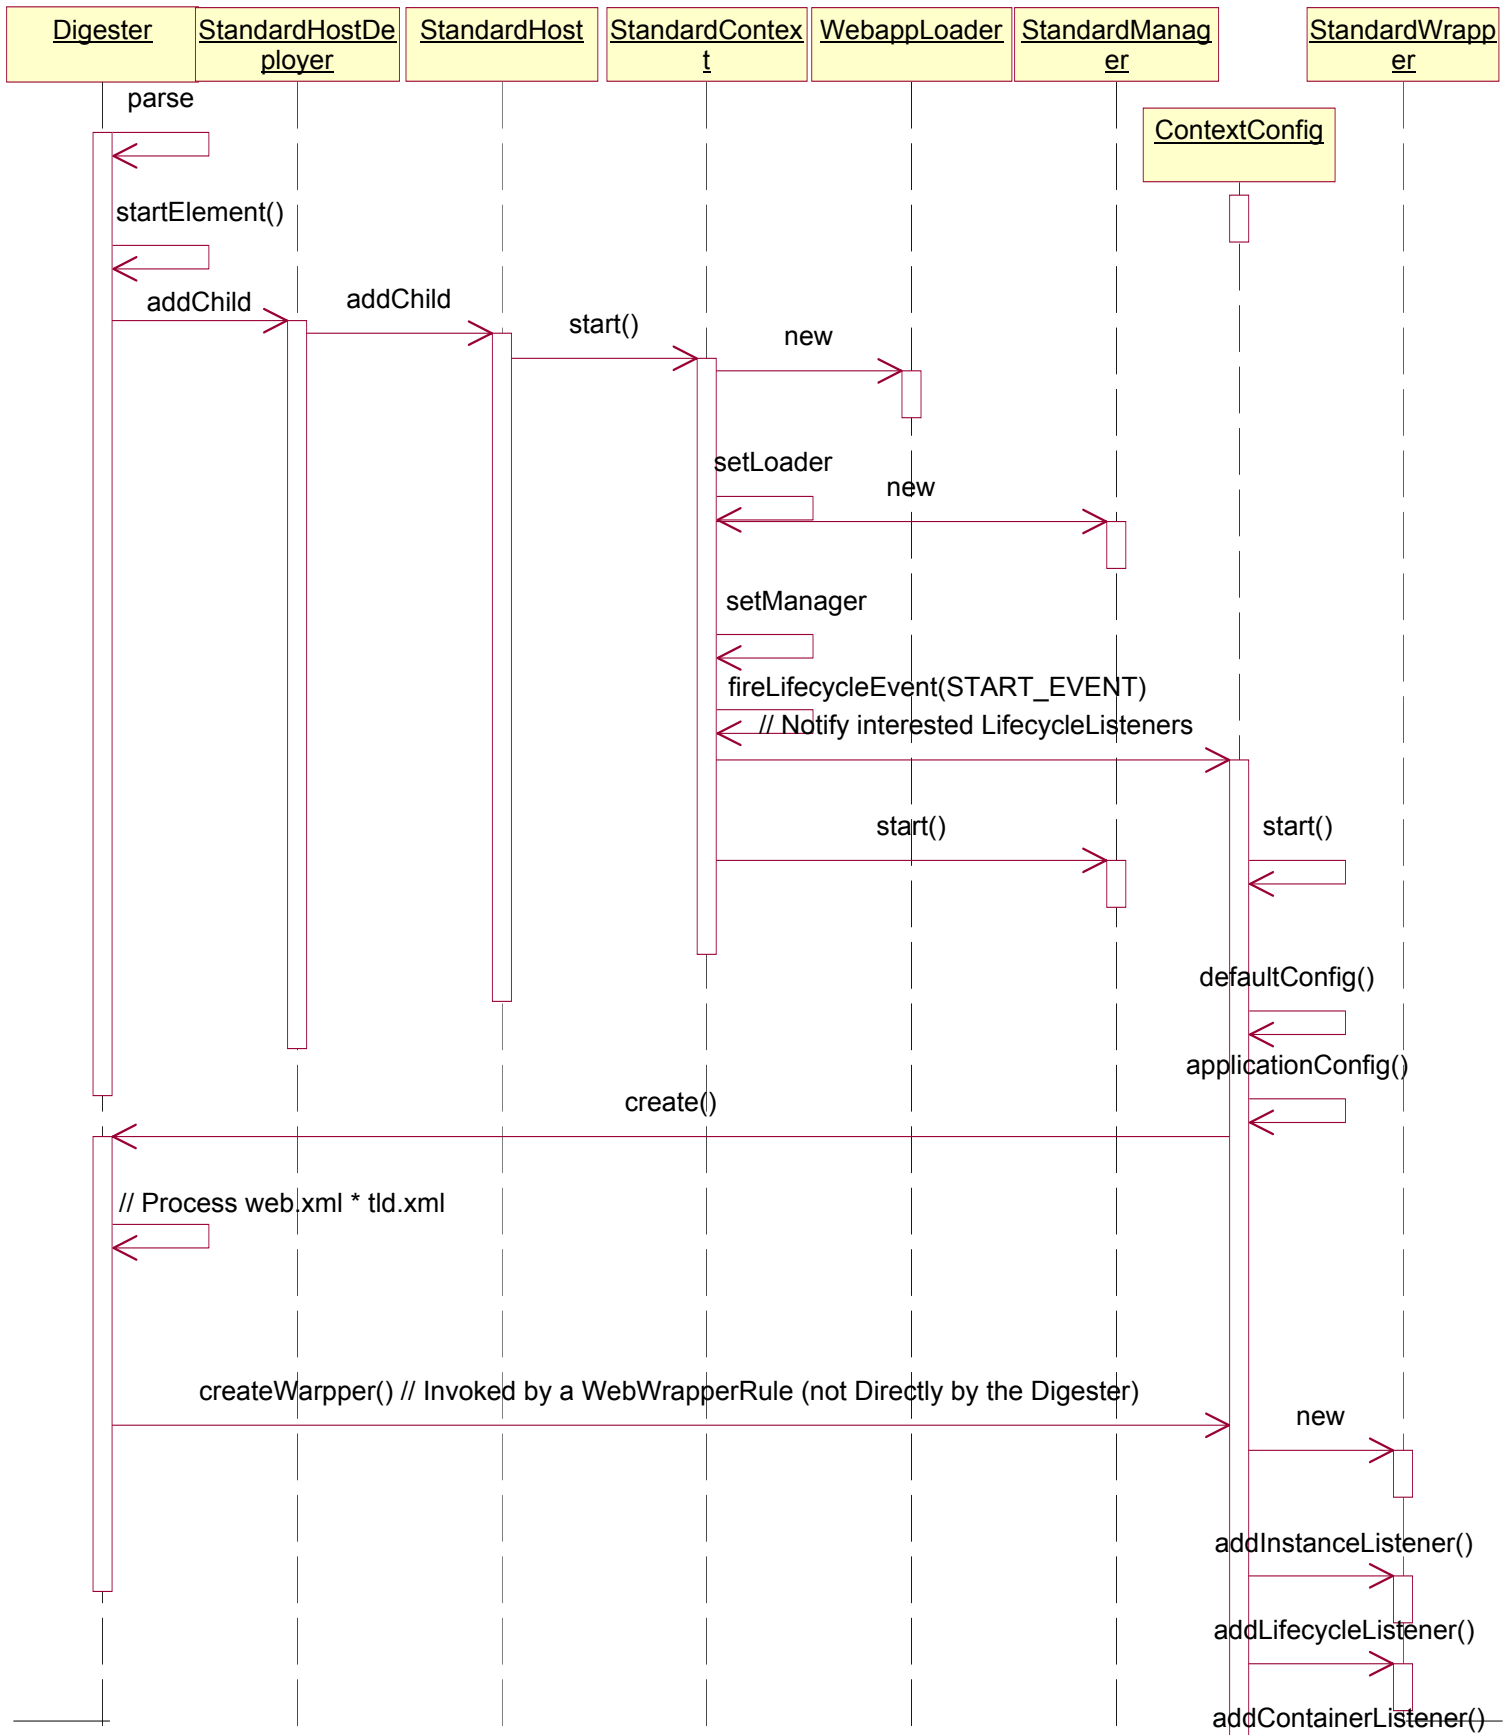 Digester
StandardHostDe
ployer
StandardHost
StandardContex
t
WebappLoader
StandardManag
er
StandardWrapp
er
parse
ContextConfig
startElement()
addChild
addChild
start()
new
setLoader
new
setManager
fireLifecycleEvent(START_EVENT)
// Notify interested LifecycleListeners
start()
start()
defaultConfig()
applicationConfig()
create()
// Process web.xml * tld.xml
createWarpper() // Invoked by a WebWrapperRule (not Directly by the Digester)
new
addInstanceListener()
addLifecycleListener()
addContainerListener()